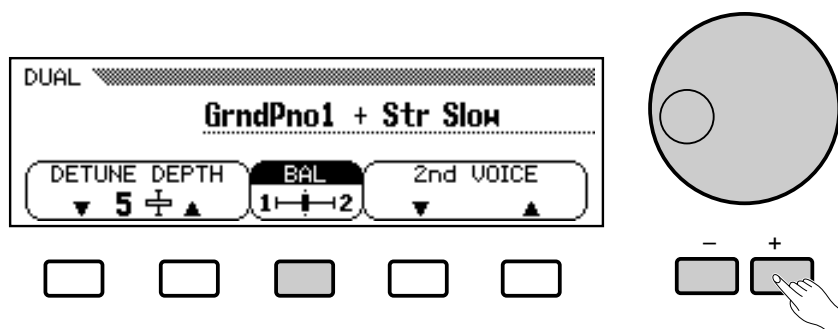 DUAL
GrndPno1 + Str Slow
DETUNE DEPTH BAL 2nd VOICE
▼ 5 ▲ 1 2 ▼ ▲
− +